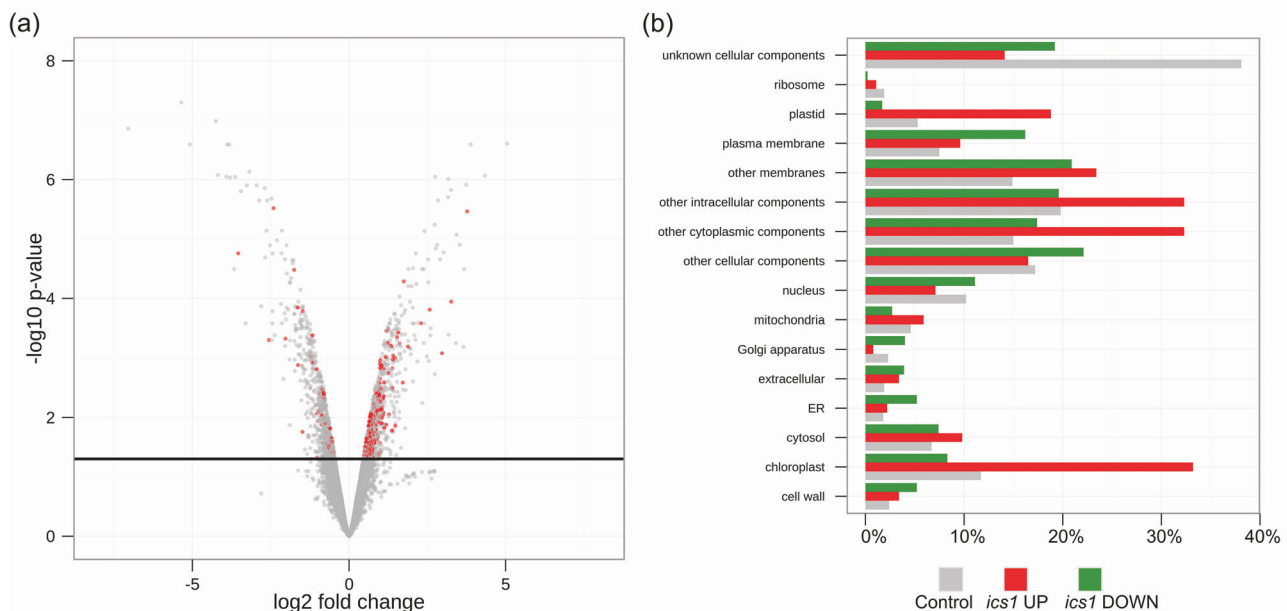 (a)
8
6
-4
2
0
-log10 p-value
-5
0
5
log2 fold change
(b)
unknown cellular components
ribosome
plastid
plasma membrane
other membranes
other intracellular components
other cytoplasmic components
other cellular components
nucleus
mitochondria
Golgi apparatus
extracellular
ER
cytosol
chloroplast
cell wall
0% 10% 20% 30% 40%
Control ics1 UP ics1 DOWN